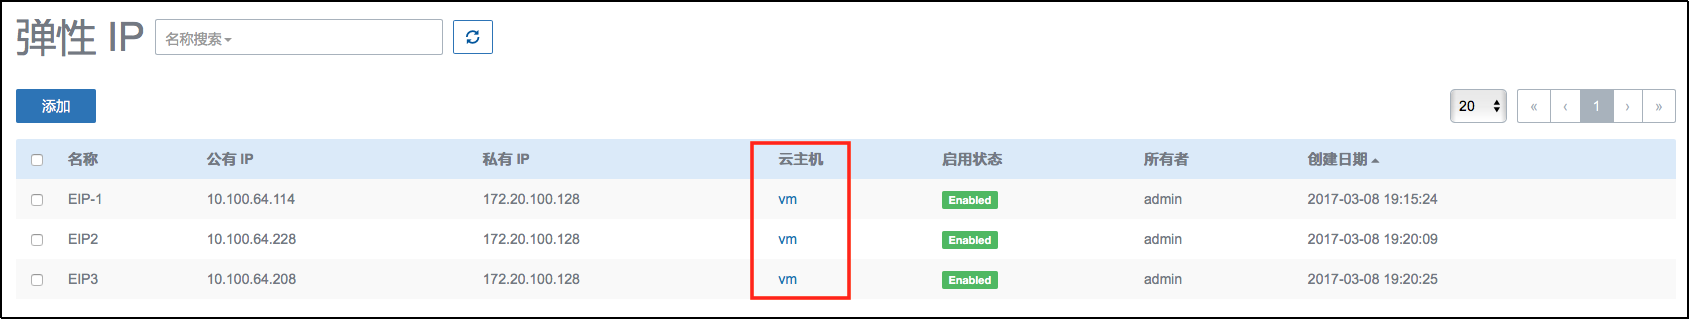 弹性 IP 名称搜索
添加 20 « ‹ 1 › »
名称 公有 IP 私有 IP 云主机 启用状态 所有者 创建日期
EIP-1 10.100.64.114 172.20.100.128 vm Enabled admin 2017-03-08 19:15:24
EIP2 10.100.64.228 172.20.100.128 vm Enabled admin 2017-03-08 19:20:09
EIP3 10.100.64.208 172.20.100.128 vm Enabled admin 2017-03-08 19:20:25